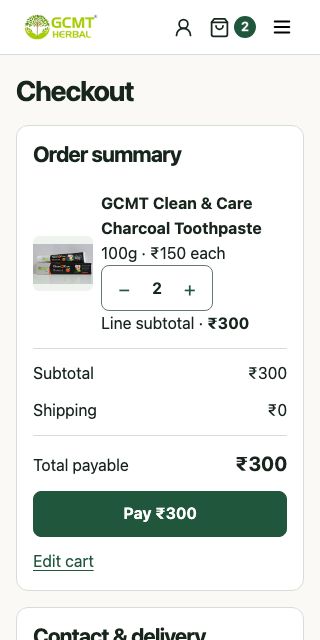 GCMT
HERBAL
2
Checkout
Order summary
GCMT Clean & Care
Charcoal Toothpaste
100g · ₹150 each
− 2 +
Line subtotal · ₹300
Subtotal ₹300
Shipping ₹0
Total payable ₹300
Pay ₹300
Edit cart
Contact & delivery